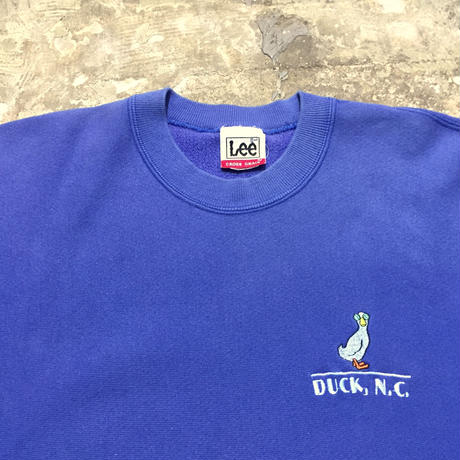 Lee
CROSS GRAIN
DUCK, N.C.